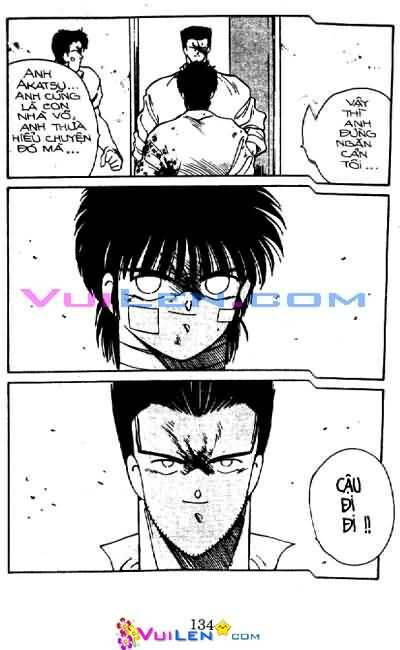 ANH
AKATSU...
ANH CŨNG
LÀ CON
NHÀ VÕ,
ANH THỪA
HIỂU CHUYỆN
ĐÓ MÀ...
VẬY
THÌ
ANH
ĐỪNG
NGĂN
CẢN
TÔI...
VUILEN.COM
CẬU
ĐI
ĐI!!
134
VUILEN.COM